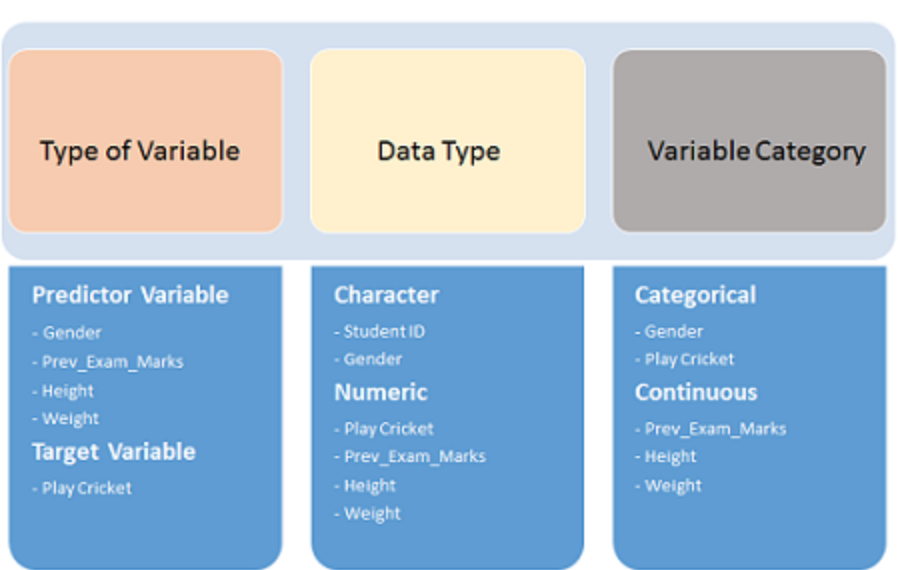 Type of Variable
Data Type
Variable Category
Predictor Variable
- Gender
- Prev_Exam_Marks
- Height
- Weight
Target Variable
- Play Cricket
Character
- Student ID
- Gender
Numeric
- Play Cricket
- Prev_Exam_Marks
- Height
- Weight
Categorical
- Gender
- Play Cricket
Continuous
- Prev_Exam_Marks
- Height
- Weight